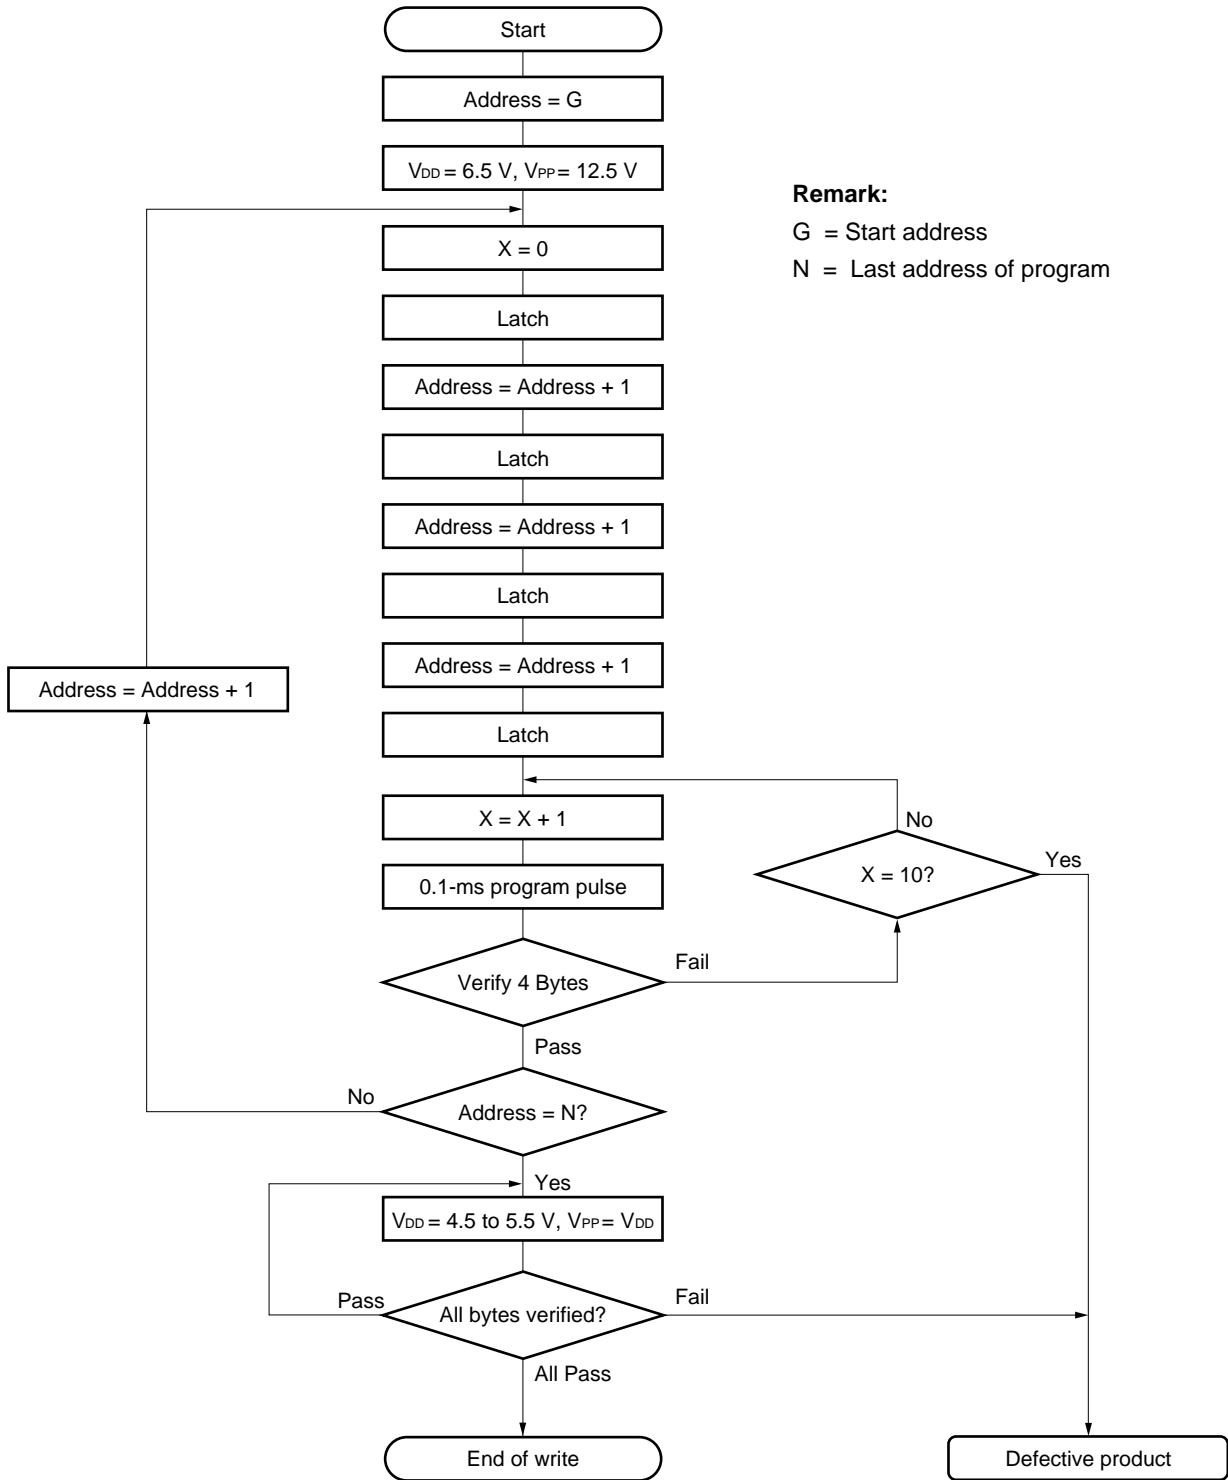 Start
Address = G
VDD = 6.5 V, VPP = 12.5 V
Remark:
G = Start address
N = Last address of program
X = 0
Latch
Address = Address + 1
Latch
Address = Address + 1
Latch
Address = Address + 1
Address = Address + 1
Latch
X = X + 1
No
X = 10?
Yes
0.1-ms program pulse
Verify 4 Bytes
Fail
Pass
No
Address = N?
Yes
VDD = 4.5 to 5.5 V, VPP = VDD
Pass
All bytes verified?
Fail
All Pass
End of write
Defective product